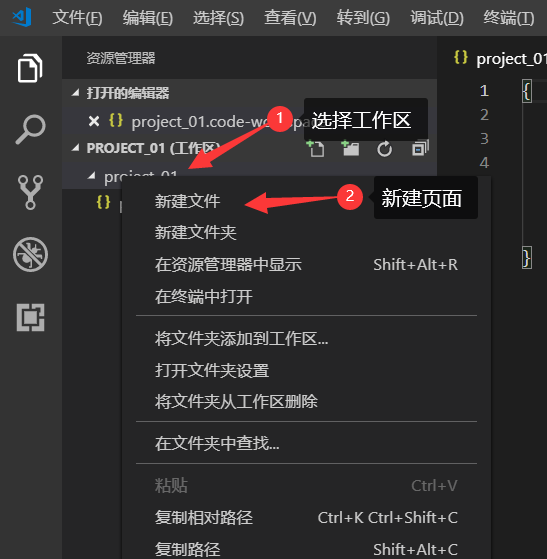 文件(F) 编辑(E) 选择(S) 查看(V) 转到(G) 调试(D) 终端(T)
资源管理器
{} project_01
打开的编辑器
× {} project_01.code-wo
1 选择工作区
PROJECT_01 (工作区)
project_01
新建文件
2 新建页面
{}
新建文件夹
在资源管理器中显示 Shift+Alt+R
在终端中打开
将文件夹添加到工作区...
打开文件夹设置
将文件夹从工作区删除
在文件夹中查找...
粘贴 Ctrl+V
复制相对路径 Ctrl+K Ctrl+Shift+C
复制路径 Shift+Alt+C
1 {
2
3
4
}